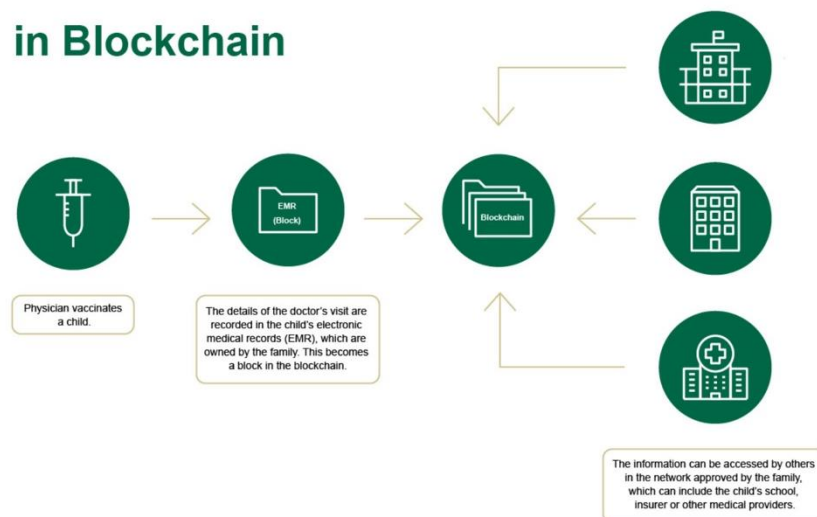 in Blockchain
EMR
(Block)
Blockchain
Physician vaccinates
a child.
The details of the doctor's visit are
recorded in the child's electronic
medical records (EMR), which are
owned by the family. This becomes
a block in the blockchain.
The information can be accessed by others
in the network approved by the family,
which can include the child's school,
insurer or other medical providers.